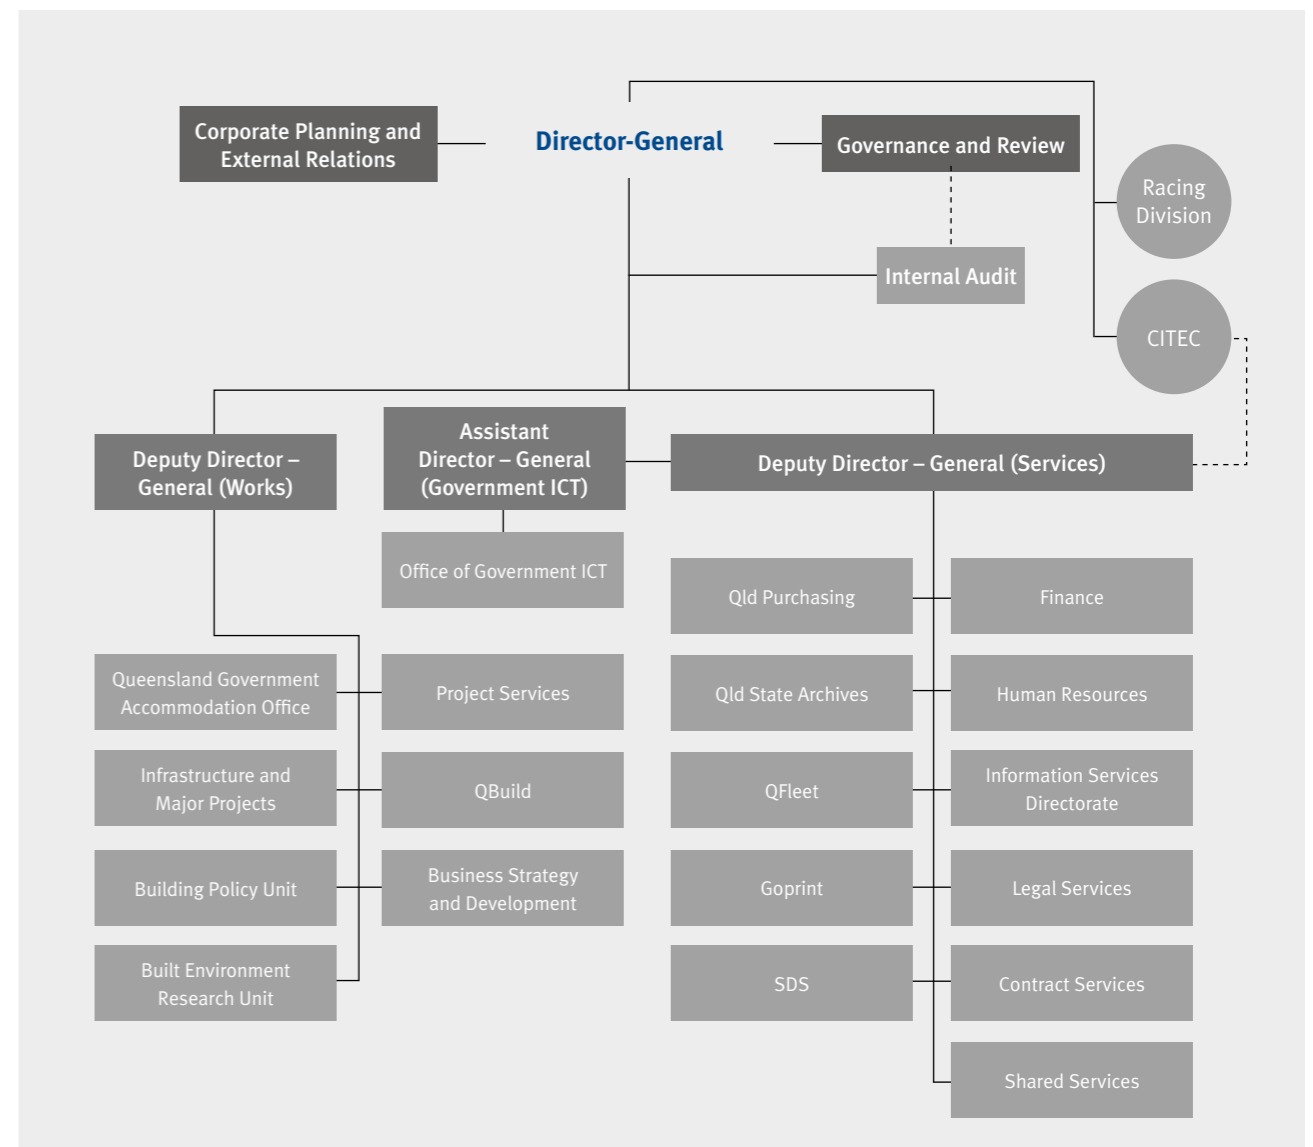 Corporate Planning and
External Relations
Director-General
Governance and Review
Racing
Division
Internal Audit
CITEC
Deputy Director –
General (Works)
Assistant
Director – General
(Government ICT)
Deputy Director – General (Services)
Office of Government ICT
Qld Purchasing
Finance
Queensland Government
Accommodation Office
Project Services
Qld State Archives
Human Resources
Infrastructure and
Major Projects
QBuild
QFleet
Information Services
Directorate
Building Policy Unit
Business Strategy
and Development
Goprint
Legal Services
Built Environment
Research Unit
SDS
Contract Services
Shared Services